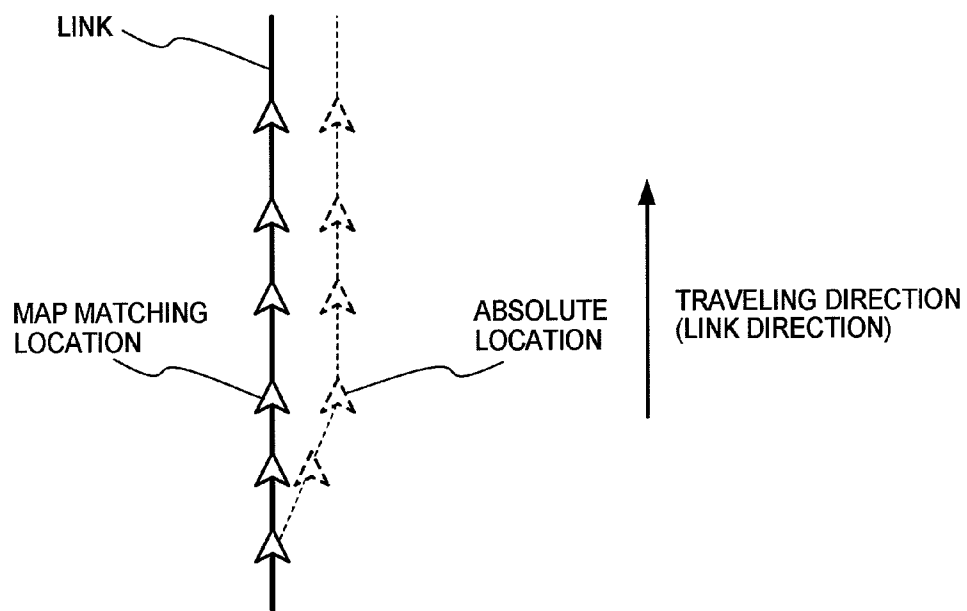 LINK
MAP MATCHING
LOCATION
ABSOLUTE
LOCATION
TRAVELING DIRECTION
(LINK DIRECTION)